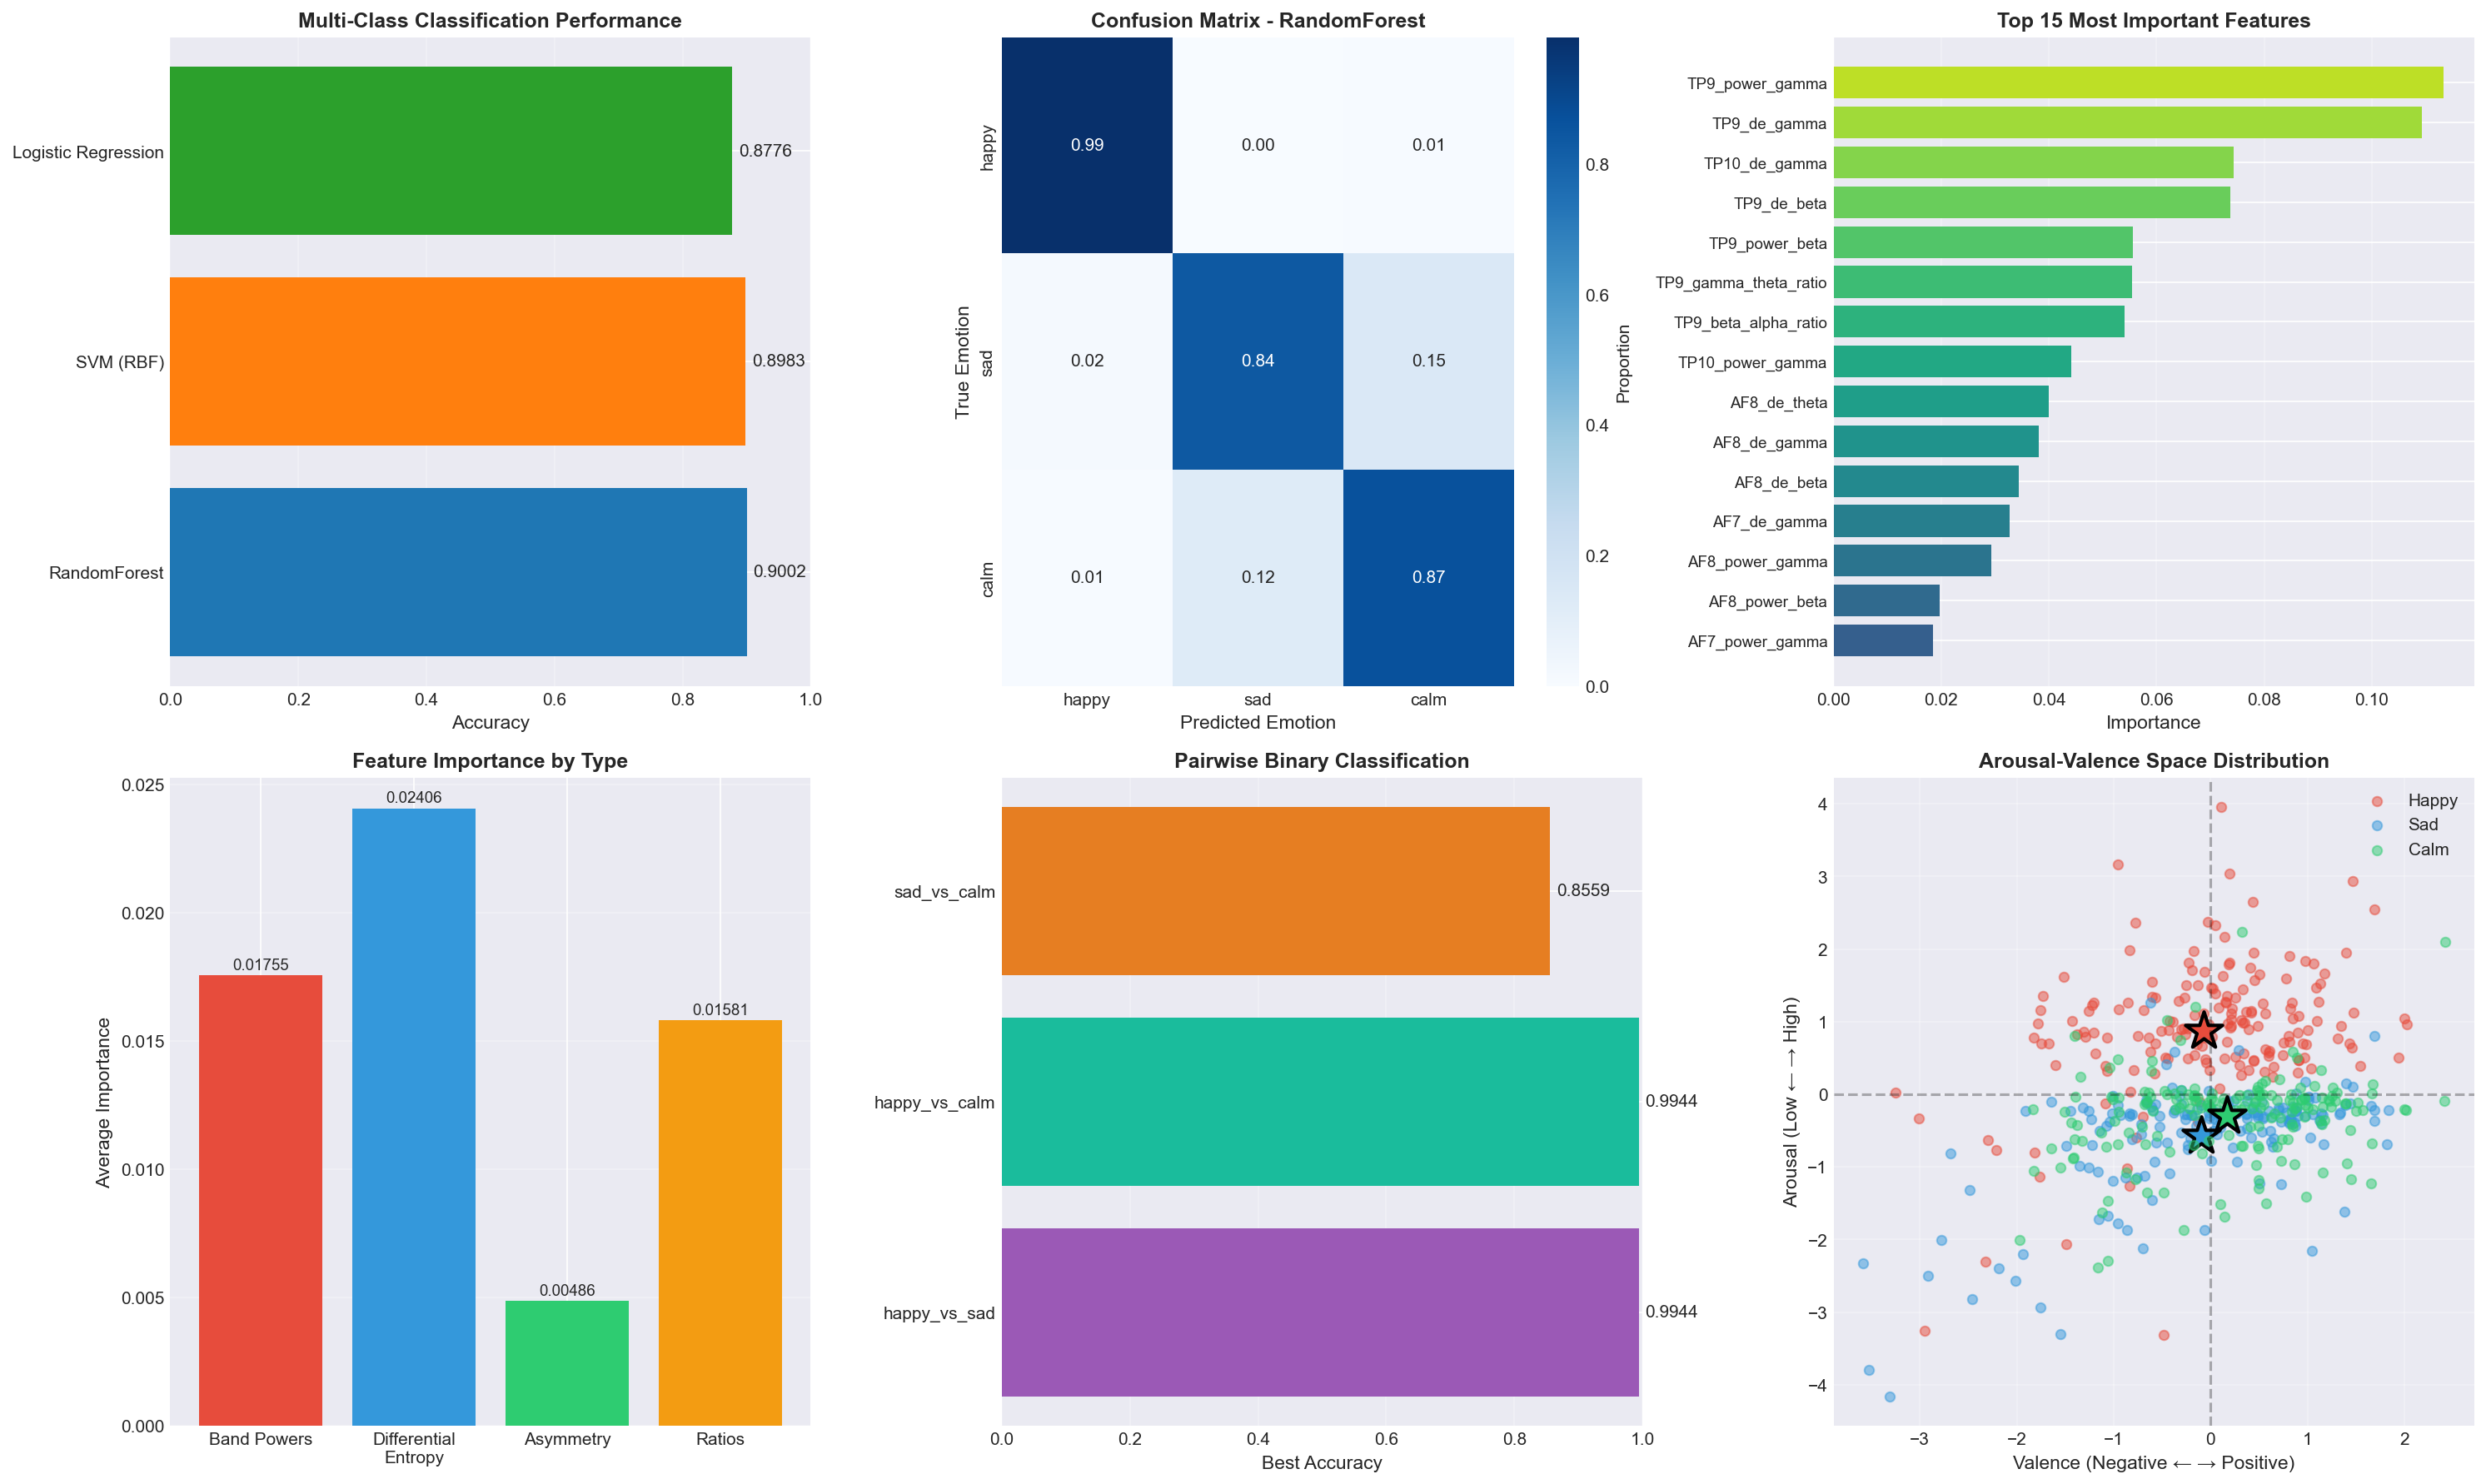 Multi-Class Classification Performance
Logistic Regression
0.8776
SVM (RBF)
0.8983
RandomForest
0.9002
0.0 0.2 0.4 0.6 0.8 1.0
Accuracy
Confusion Matrix - RandomForest
True Emotion
happy
0.99 0.00 0.01
sad
0.02 0.84 0.15
calm
0.01 0.12 0.87
happy sad calm
Predicted Emotion
0.8
0.6
0.4
0.2
0.0
Proportion
Top 15 Most Important Features
TP9_power_gamma
TP9_de_gamma
TP10_de_gamma
TP9_de_beta
TP9_power_beta
TP9_gamma_theta_ratio
TP9_beta_alpha_ratio
TP10_power_gamma
AF8_de_theta
AF8_de_gamma
AF8_de_beta
AF7_de_gamma
AF8_power_gamma
AF8_power_beta
AF7_power_gamma
0.00 0.02 0.04 0.06 0.08 0.10
Importance
Feature Importance by Type
Average Importance
0.025
0.020
0.015
0.010
0.005
0.000
0.01755
0.02406
0.00486
0.01581
Band Powers
Differential
Entropy
Asymmetry
Ratios
Pairwise Binary Classification
sad_vs_calm
0.8559
happy_vs_calm
0.9944
happy_vs_sad
0.9944
0.0 0.2 0.4 0.6 0.8 1.0
Best Accuracy
Arousal-Valence Space Distribution
Happy
Sad
Calm
Arousal (Low ←→ High)
4
3
2
1
0
−1
−2
−3
−4
−3 −2 −1 0 1 2
Valence (Negative ←→ Positive)